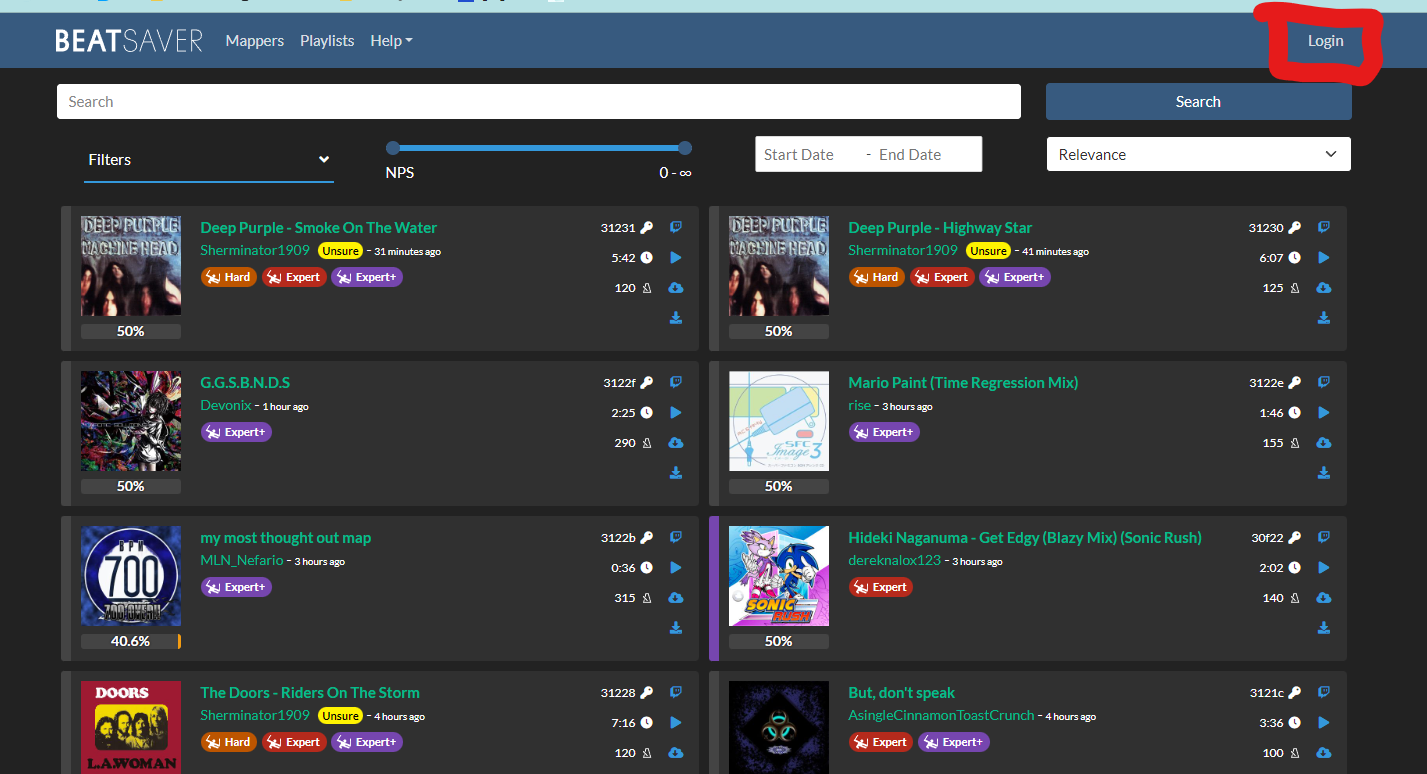 BEATSAVER Mappers Playlists Help Login
Search Search
Filters
Start Date - End Date
Relevance
NPS 0 - ∞
DEEP PURPLE
MACHINE HEAD
Deep Purple - Smoke On The Water
Sherminator1909 Unsure - 31 minutes ago
Hard Expert Expert+
50%
31231
5:42
120
DEEP PURPLE
MACHINE HEAD
Deep Purple - Highway Star
Sherminator1909 Unsure - 41 minutes ago
Hard Expert Expert+
50%
31230
6:07
125
G.G.S.B.N.D.S
Devonix - 1 hour ago
Expert+
50%
3122f
2:25
290
SFC
Image 3
Mario Paint (Time Regression Mix)
rise - 3 hours ago
Expert+
50%
3122e
1:46
155
BPM
700
my most thought out map
MLN_Nefario - 3 hours ago
Expert+
40.6%
3122b
0:36
315
SONIC
RUSH
Hideki Naganuma - Get Edgy (Blazy Mix) (Sonic Rush)
dereknalox123 - 3 hours ago
Expert
50%
30f22
2:02
140
DOORS
L.A.WOMAN
The Doors - Riders On The Storm
Sherminator1909 Unsure - 4 hours ago
Hard Expert Expert+
31228
7:16
120
But, don't speak
AsingleCinnamonToastCrunch - 4 hours ago
Expert Expert+
3121c
3:36
100